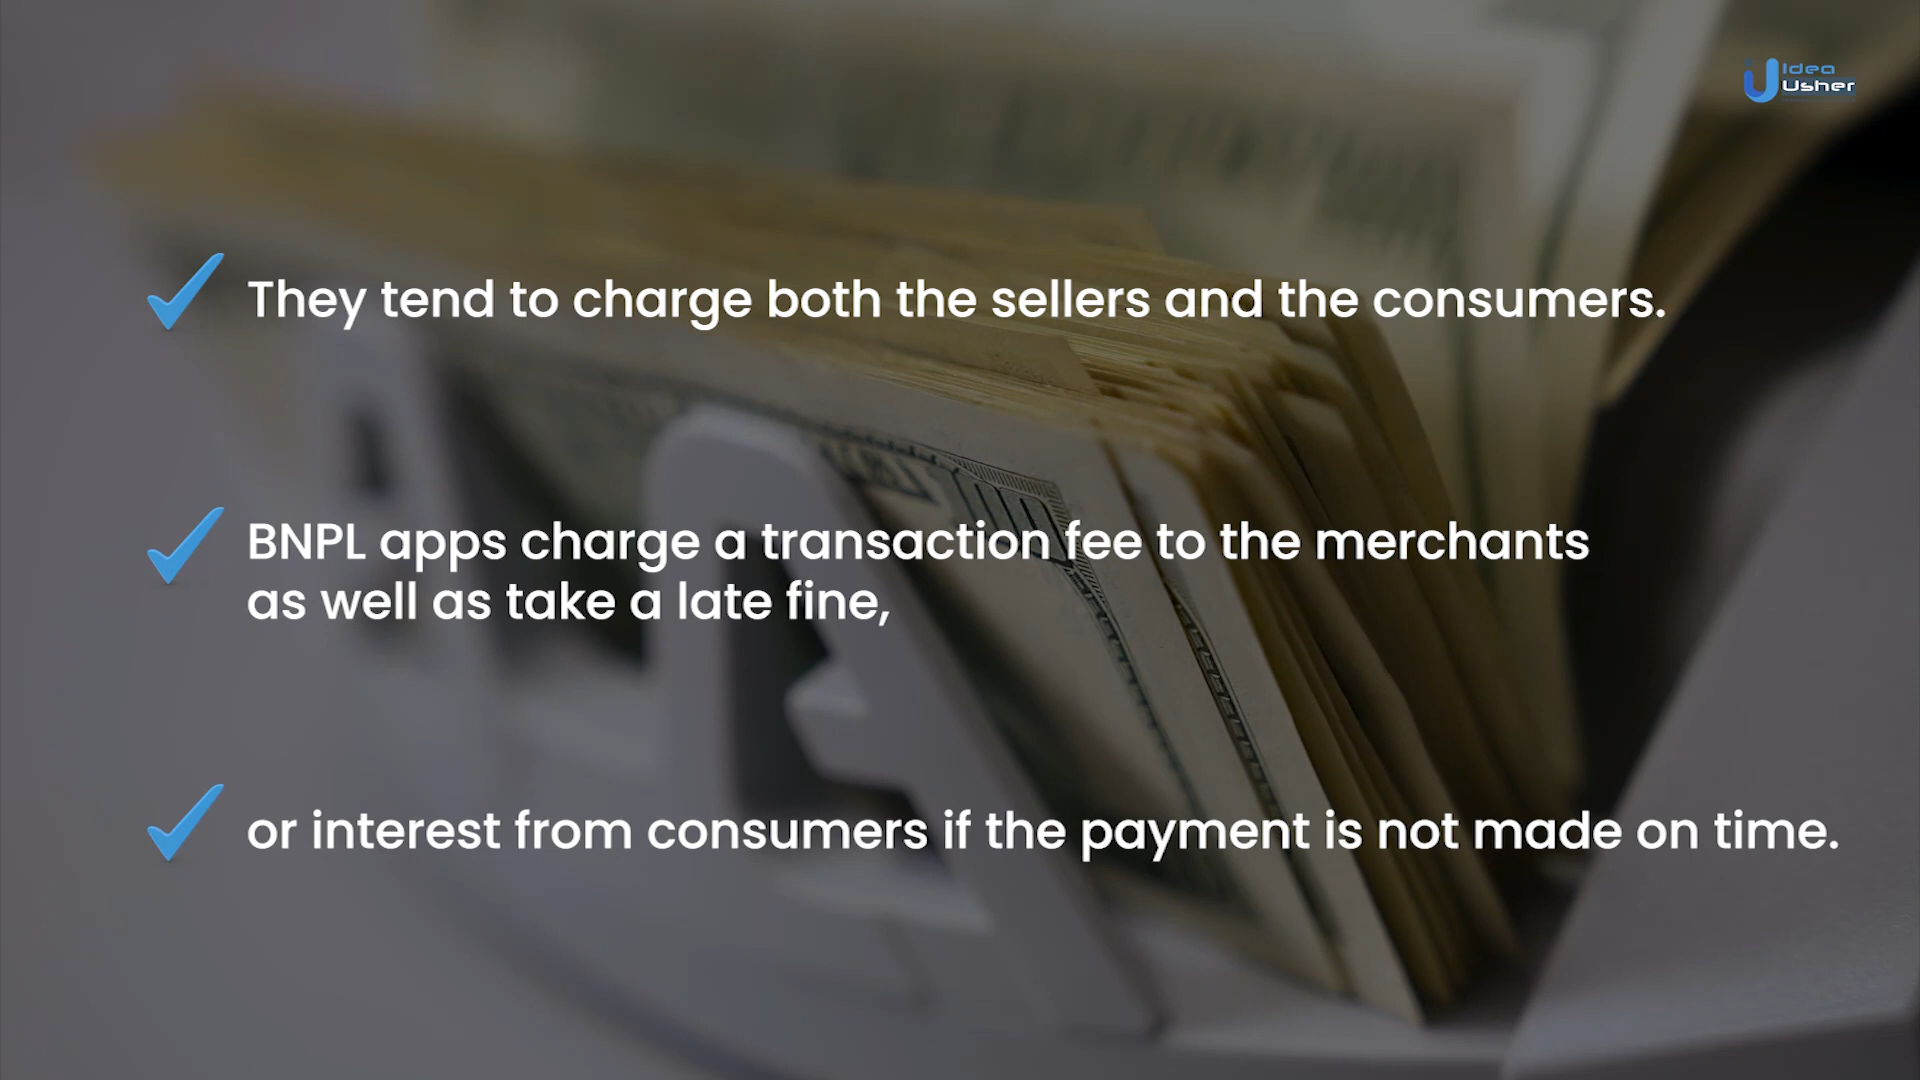 Idea
Usher
They tend to charge both the sellers and the consumers.
BNPL apps charge a transaction fee to the merchants
as well as take a late fine,
or interest from consumers if the payment is not made on time.